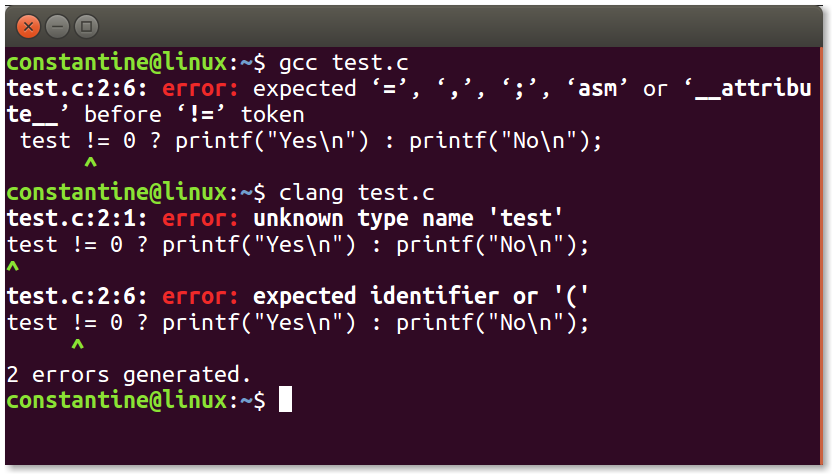 constantine@linux:~$ gcc test.c
test.c:2:6: error: expected ‘=’, ‘,’, ‘;’, ‘asm’ or ‘__attribu
te__’ before ‘!=’ token
 test != 0 ? printf("Yes\n") : printf("No\n");
      ^
constantine@linux:~$ clang test.c
test.c:2:1: error: unknown type name 'test'
test != 0 ? printf("Yes\n") : printf("No\n");
^
test.c:2:6: error: expected identifier or '('
test != 0 ? printf("Yes\n") : printf("No\n");
     ^
2 errors generated.
constantine@linux:~$